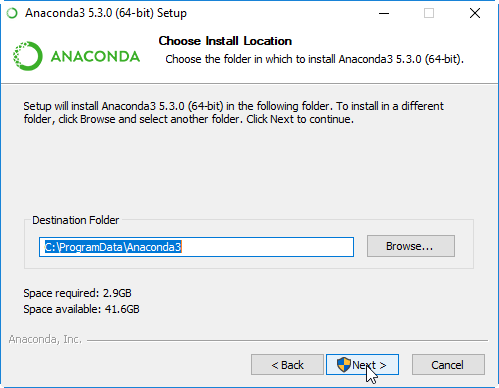 Anaconda3 5.3.0 (64-bit) Setup
ANACONDA
Choose Install Location
Choose the folder in which to install Anaconda3 5.3.0 (64-bit).
Setup will install Anaconda3 5.3.0 (64-bit) in the following folder. To install in a different
folder, click Browse and select another folder. Click Next to continue.
Destination Folder
C:\ProgramData\Anaconda3
Browse...
Space required: 2.9GB
Space available: 41.6GB
Anaconda, Inc.
< Back
Next >
Cancel